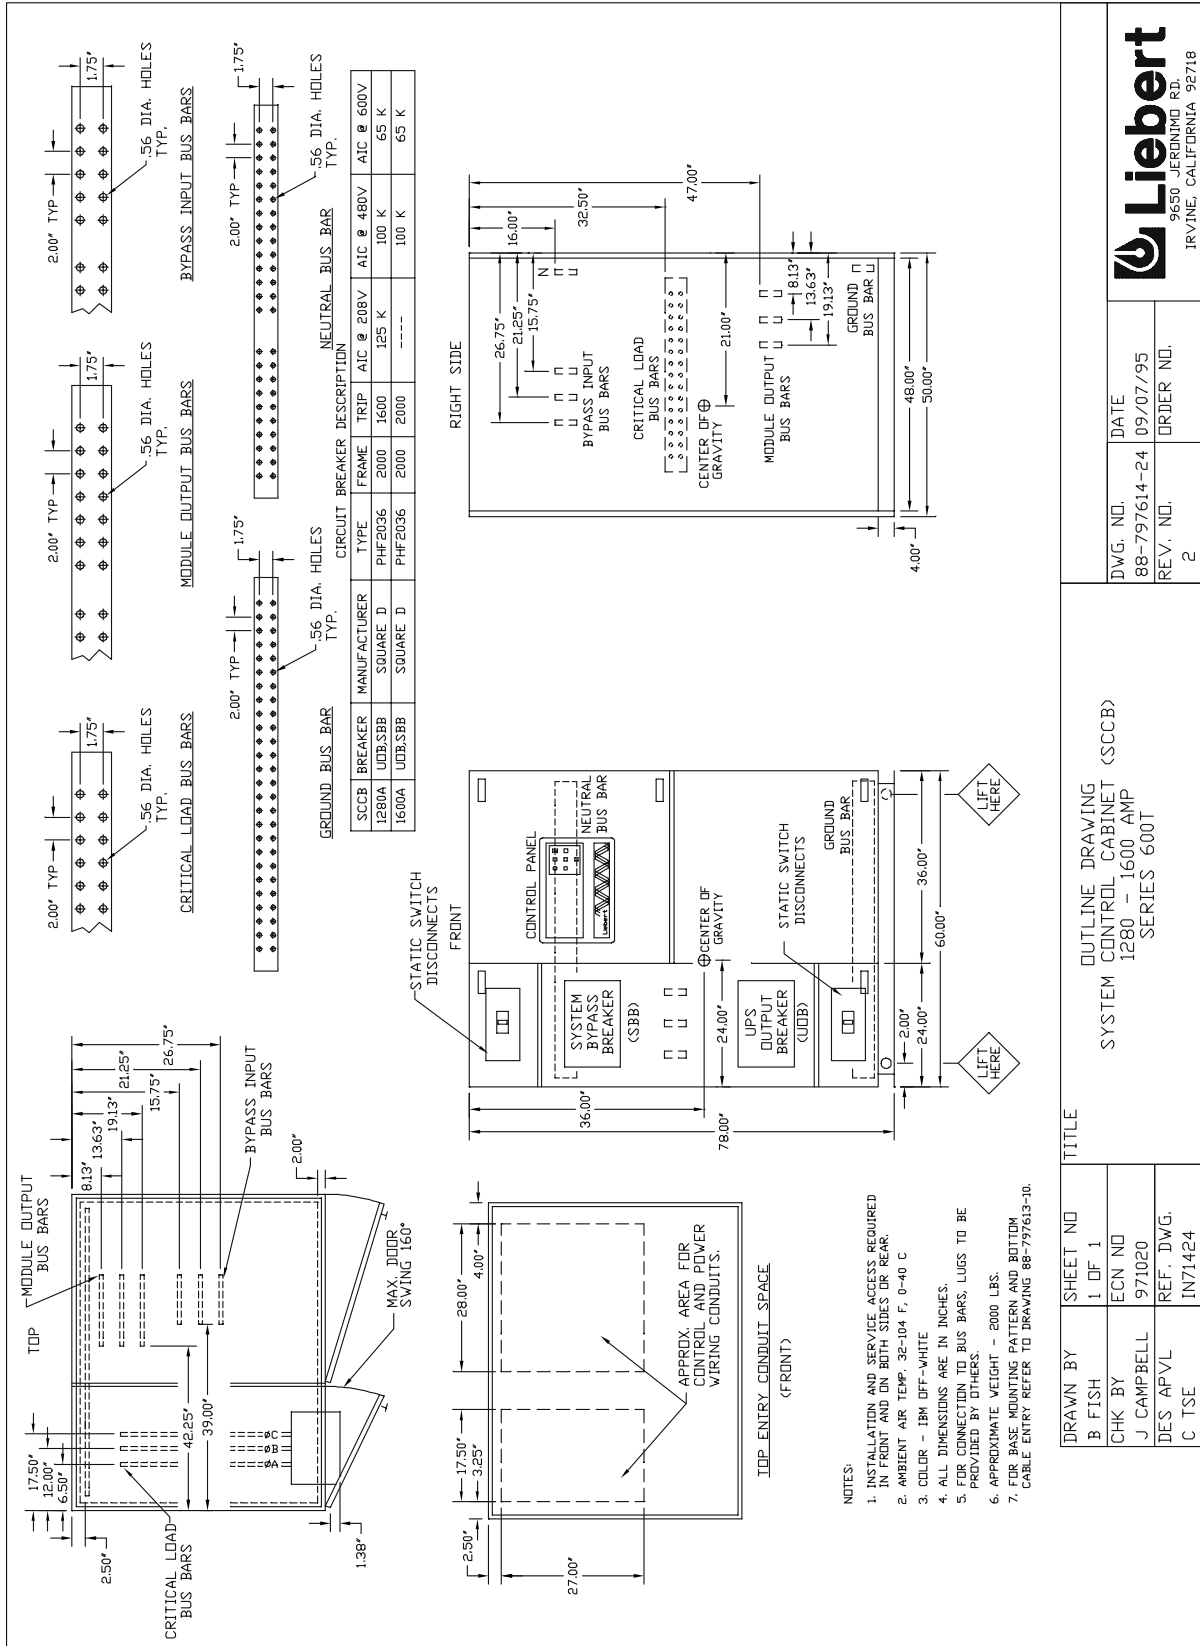 TOP
MODULE OUTPUT
BUS BARS
17.50"
12.00"
6.50"
8.13"
13.63"
19.13"
15.75"
21.25"
26.75"
2.50"
CRITICAL LOAD
BUS BARS
42.25"
39.00"
ØC
ØB
ØA
BYPASS INPUT
BUS BARS
2.00"
1.38"
MAX. DOOR
SWING 160°
2.00" TYP
1.75"
.56 DIA. HOLES
TYP.
CRITICAL LOAD BUS BARS
2.00" TYP
1.75"
.56 DIA. HOLES
TYP.
MODULE OUTPUT BUS BARS
2.00" TYP
1.75"
.56 DIA. HOLES
TYP.
BYPASS INPUT BUS BARS
2.00" TYP
1.75"
.56 DIA. HOLES
TYP.
GROUND BUS BAR
2.00" TYP
1.75"
.56 DIA. HOLES
TYP.
NEUTRAL BUS BAR
CIRCUIT BREAKER DESCRIPTION
SCCB BREAKER MANUFACTURER TYPE FRAME TRIP AIC @ 208V AIC @ 480V AIC @ 600V
1280A UOB,SBB SQUARE D PHF2036 2000 1600 125 K 100 K 65 K
1600A UOB,SBB SQUARE D PHF2036 2000 2000 ----- 100 K 65 K
2.50"
17.50"
3.25"
28.00"
4.00"
27.00"
APPROX. AREA FOR
CONTROL AND POWER
WIRING CONDUITS.
TOP ENTRY CONDUIT SPACE
(FRONT)
STATIC SWITCH
DISCONNECTS
FRONT
CONTROL PANEL
Liebert
NEUTRAL
BUS BAR
SYSTEM
BYPASS
BREAKER
(SBB)
36.00"
78.00"
24.00"
CENTER OF
GRAVITY
UPS
OUTPUT
BREAKER
(UOB)
STATIC SWITCH
DISCONNECTS
GROUND
BUS BAR
2.00"
24.00"
36.00"
60.00"
LIFT
HERE
LIFT
HERE
RIGHT SIDE
26.75"
21.25"
15.75"
N
16.00"
32.50"
47.00"
BYPASS INPUT
BUS BARS
CRITICAL LOAD
BUS BARS
CENTER OF
GRAVITY
21.00"
MODULE OUTPUT
BUS BARS
8.13"
13.63"
19.13"
GROUND
BUS BAR
4.00"
48.00"
50.00"
NOTES:
1. INSTALLATION AND SERVICE ACCESS REQUIRED
IN FRONT AND ON BOTH SIDES OR REAR.
2. AMBIENT AIR TEMP. 32-104 F, 0-40 C
3. COLOR - IBM OFF-WHITE
4. ALL DIMENSIONS ARE IN INCHES.
5. FOR CONNECTION TO BUS BARS, LUGS TO BE
PROVIDED BY OTHERS.
6. APPROXIMATE WEIGHT - 2000 LBS.
7. FOR BASE MOUNTING PATTERN AND BOTTOM
CABLE ENTRY REFER TO DRAWING 88-797613-10.
DRAWN BY
B FISH
CHK BY
J CAMPBELL
DES APVL
C TSE
SHEET NO
1 OF 1
ECN NO
971020
REF. DWG.
IN71424
TITLE
OUTLINE DRAWING
SYSTEM CONTROL CABINET (SCCB)
1280 - 1600 AMP
SERIES 600T
DWG. NO.
88-797614-24
REV. NO.
2
DATE
09/07/95
ORDER NO.
Liebert
9650 JERONIMO RD.
IRVINE, CALIFORNIA 92718